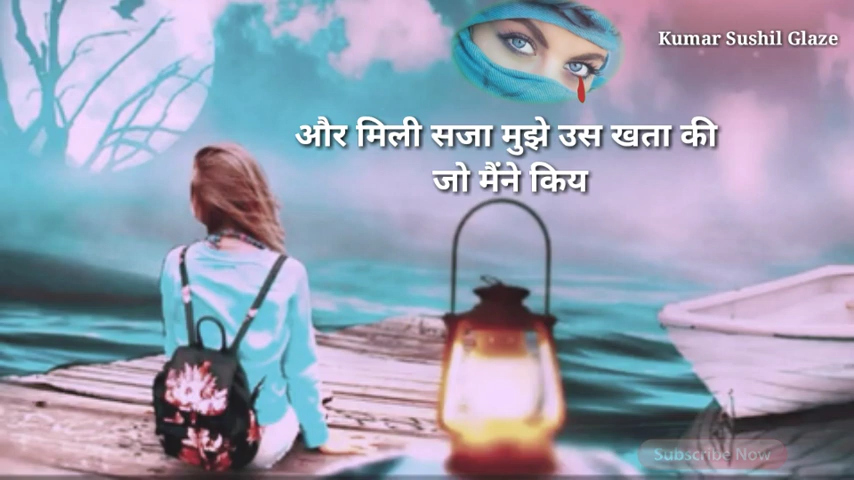 Kumar Sushil Glaze
और मिली सजा मुझे उस खता की
जो मैंने किय
Subscribe Now